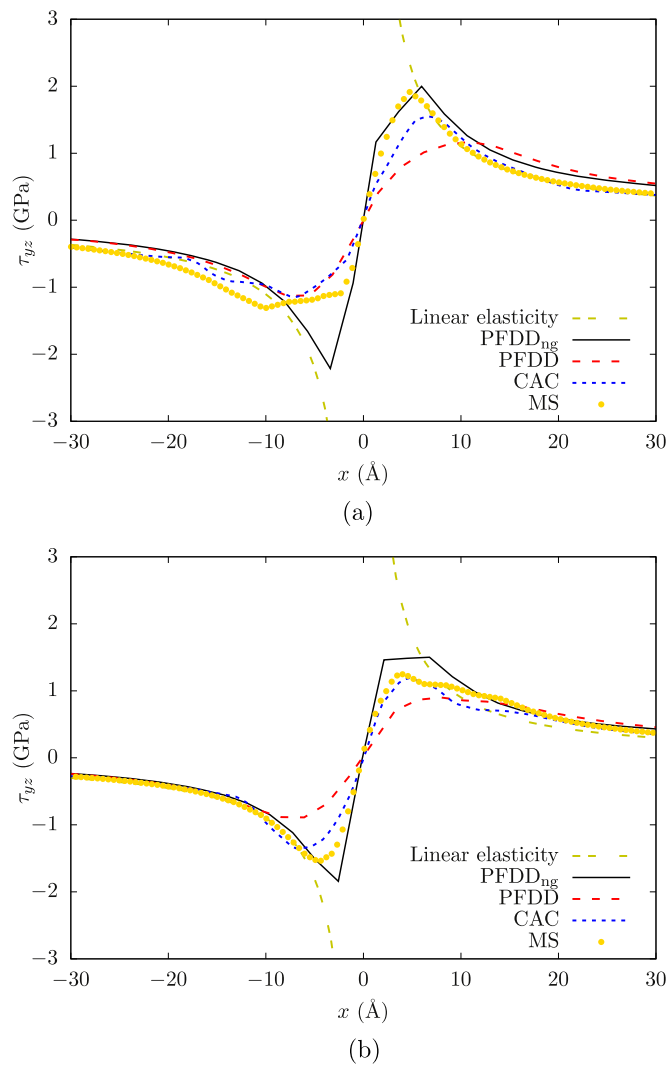 3
2
1
0
−1
−2
−3
τyz (GPa)
Linear elasticity
PFDDng
PFDD
CAC
MS
−30 −20 −10 0 10 20 30
x (Å)
(a)
3
2
1
0
−1
−2
−3
τyz (GPa)
Linear elasticity
PFDDng
PFDD
CAC
MS
−30 −20 −10 0 10 20 30
x (Å)
(b)